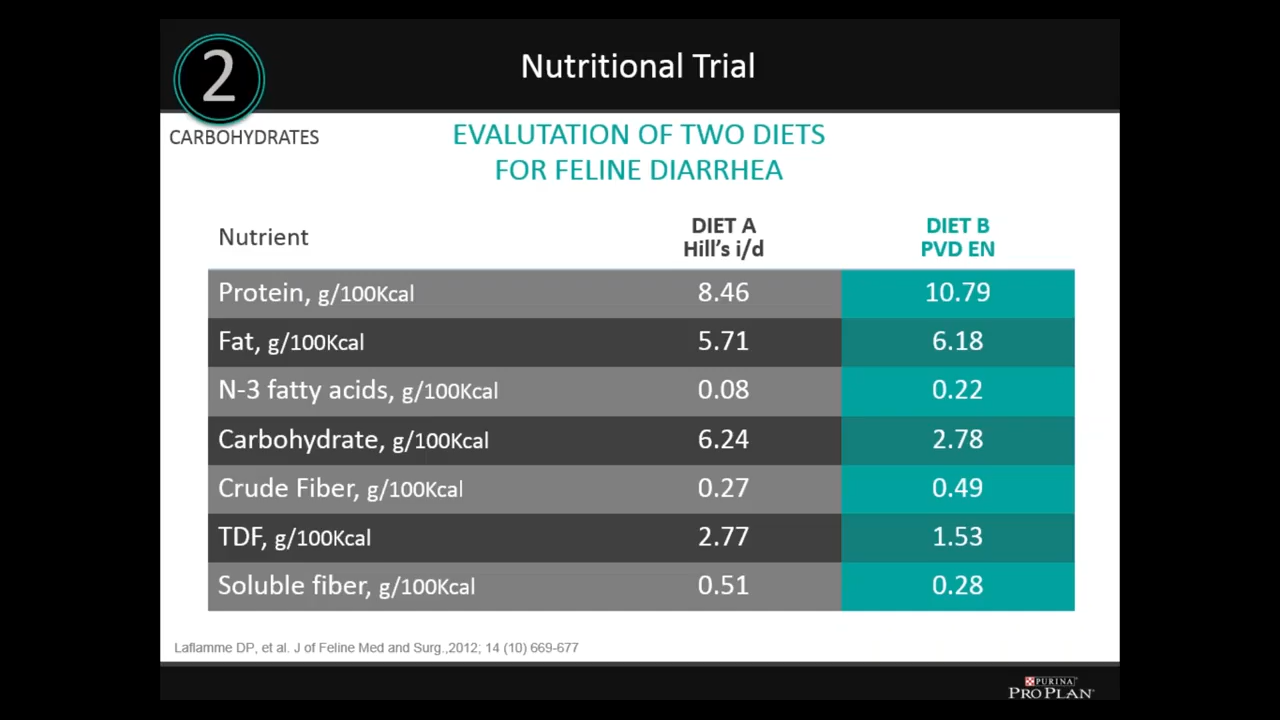 2
Nutritional Trial
CARBOHYDRATES
EVALUTATION OF TWO DIETS
FOR FELINE DIARRHEA
Nutrient
DIET A
Hill's i/d
DIET B
PVD EN
Protein, g/100Kcal 8.46 10.79
Fat, g/100Kcal 5.71 6.18
N-3 fatty acids, g/100Kcal 0.08 0.22
Carbohydrate, g/100Kcal 6.24 2.78
Crude Fiber, g/100Kcal 0.27 0.49
TDF, g/100Kcal 2.77 1.53
Soluble fiber, g/100Kcal 0.51 0.28
Laflamme DP, et al. J of Feline Med and Surg.,2012; 14 (10) 669-677
PURINA
PRO PLAN